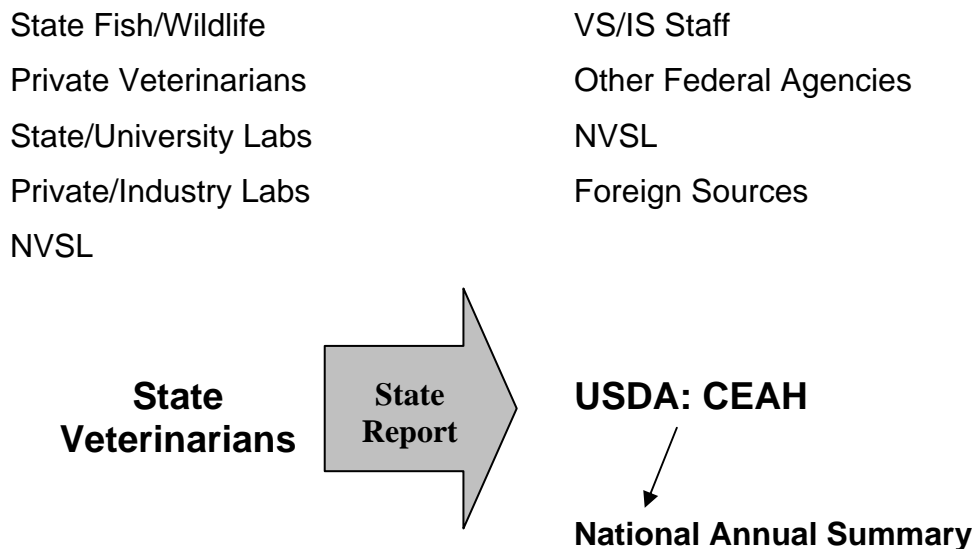 State Fish/Wildlife
Private Veterinarians
State/University Labs
Private/Industry Labs
NVSL
VS/IS Staff
Other Federal Agencies
NVSL
Foreign Sources
State
Veterinarians
State
Report
USDA: CEAH
National Annual Summary